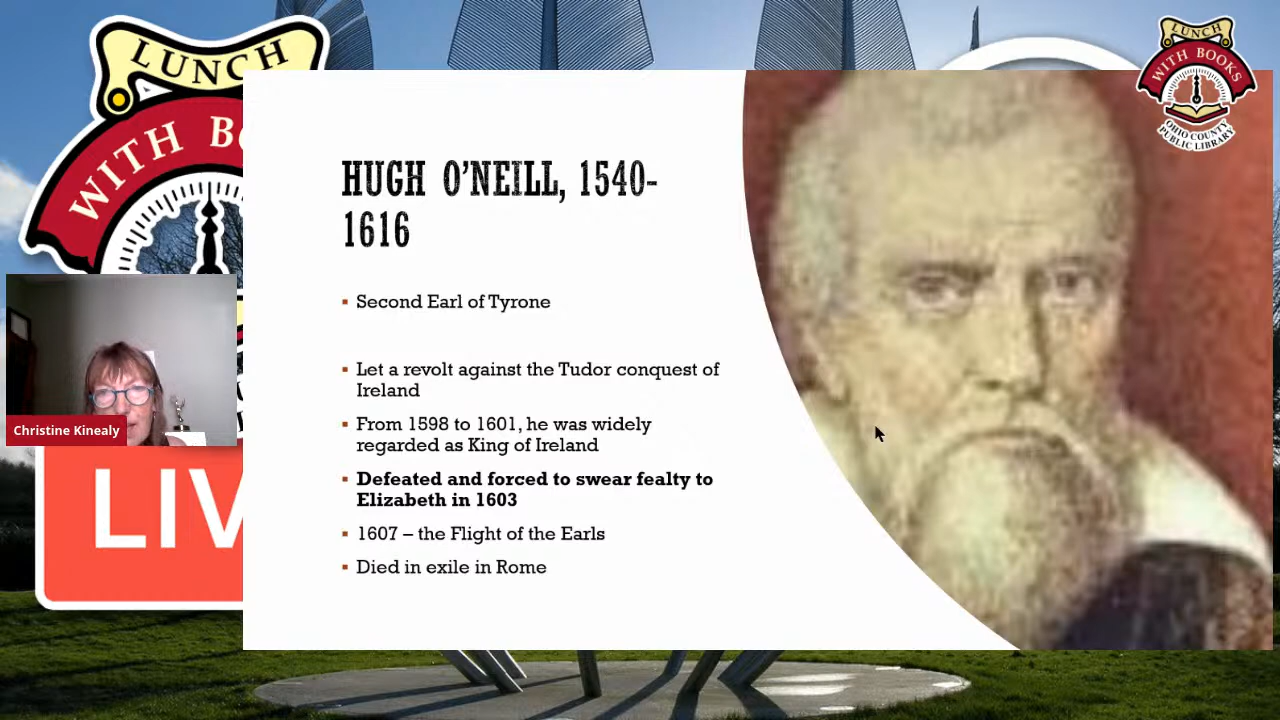 LUNCH
WITH B
LIV
Christine Kinealy
HUGH O’NEILL, 1540-
1616
▪ Second Earl of Tyrone
▪ Let a revolt against the Tudor conquest of
Ireland
▪ From 1598 to 1601, he was widely
regarded as King of Ireland
▪ Defeated and forced to swear fealty to
Elizabeth in 1603
▪ 1607 – the Flight of the Earls
▪ Died in exile in Rome
LUNCH
WITH BOOKS
OHIO COUNTY
PUBLIC LIBRARY